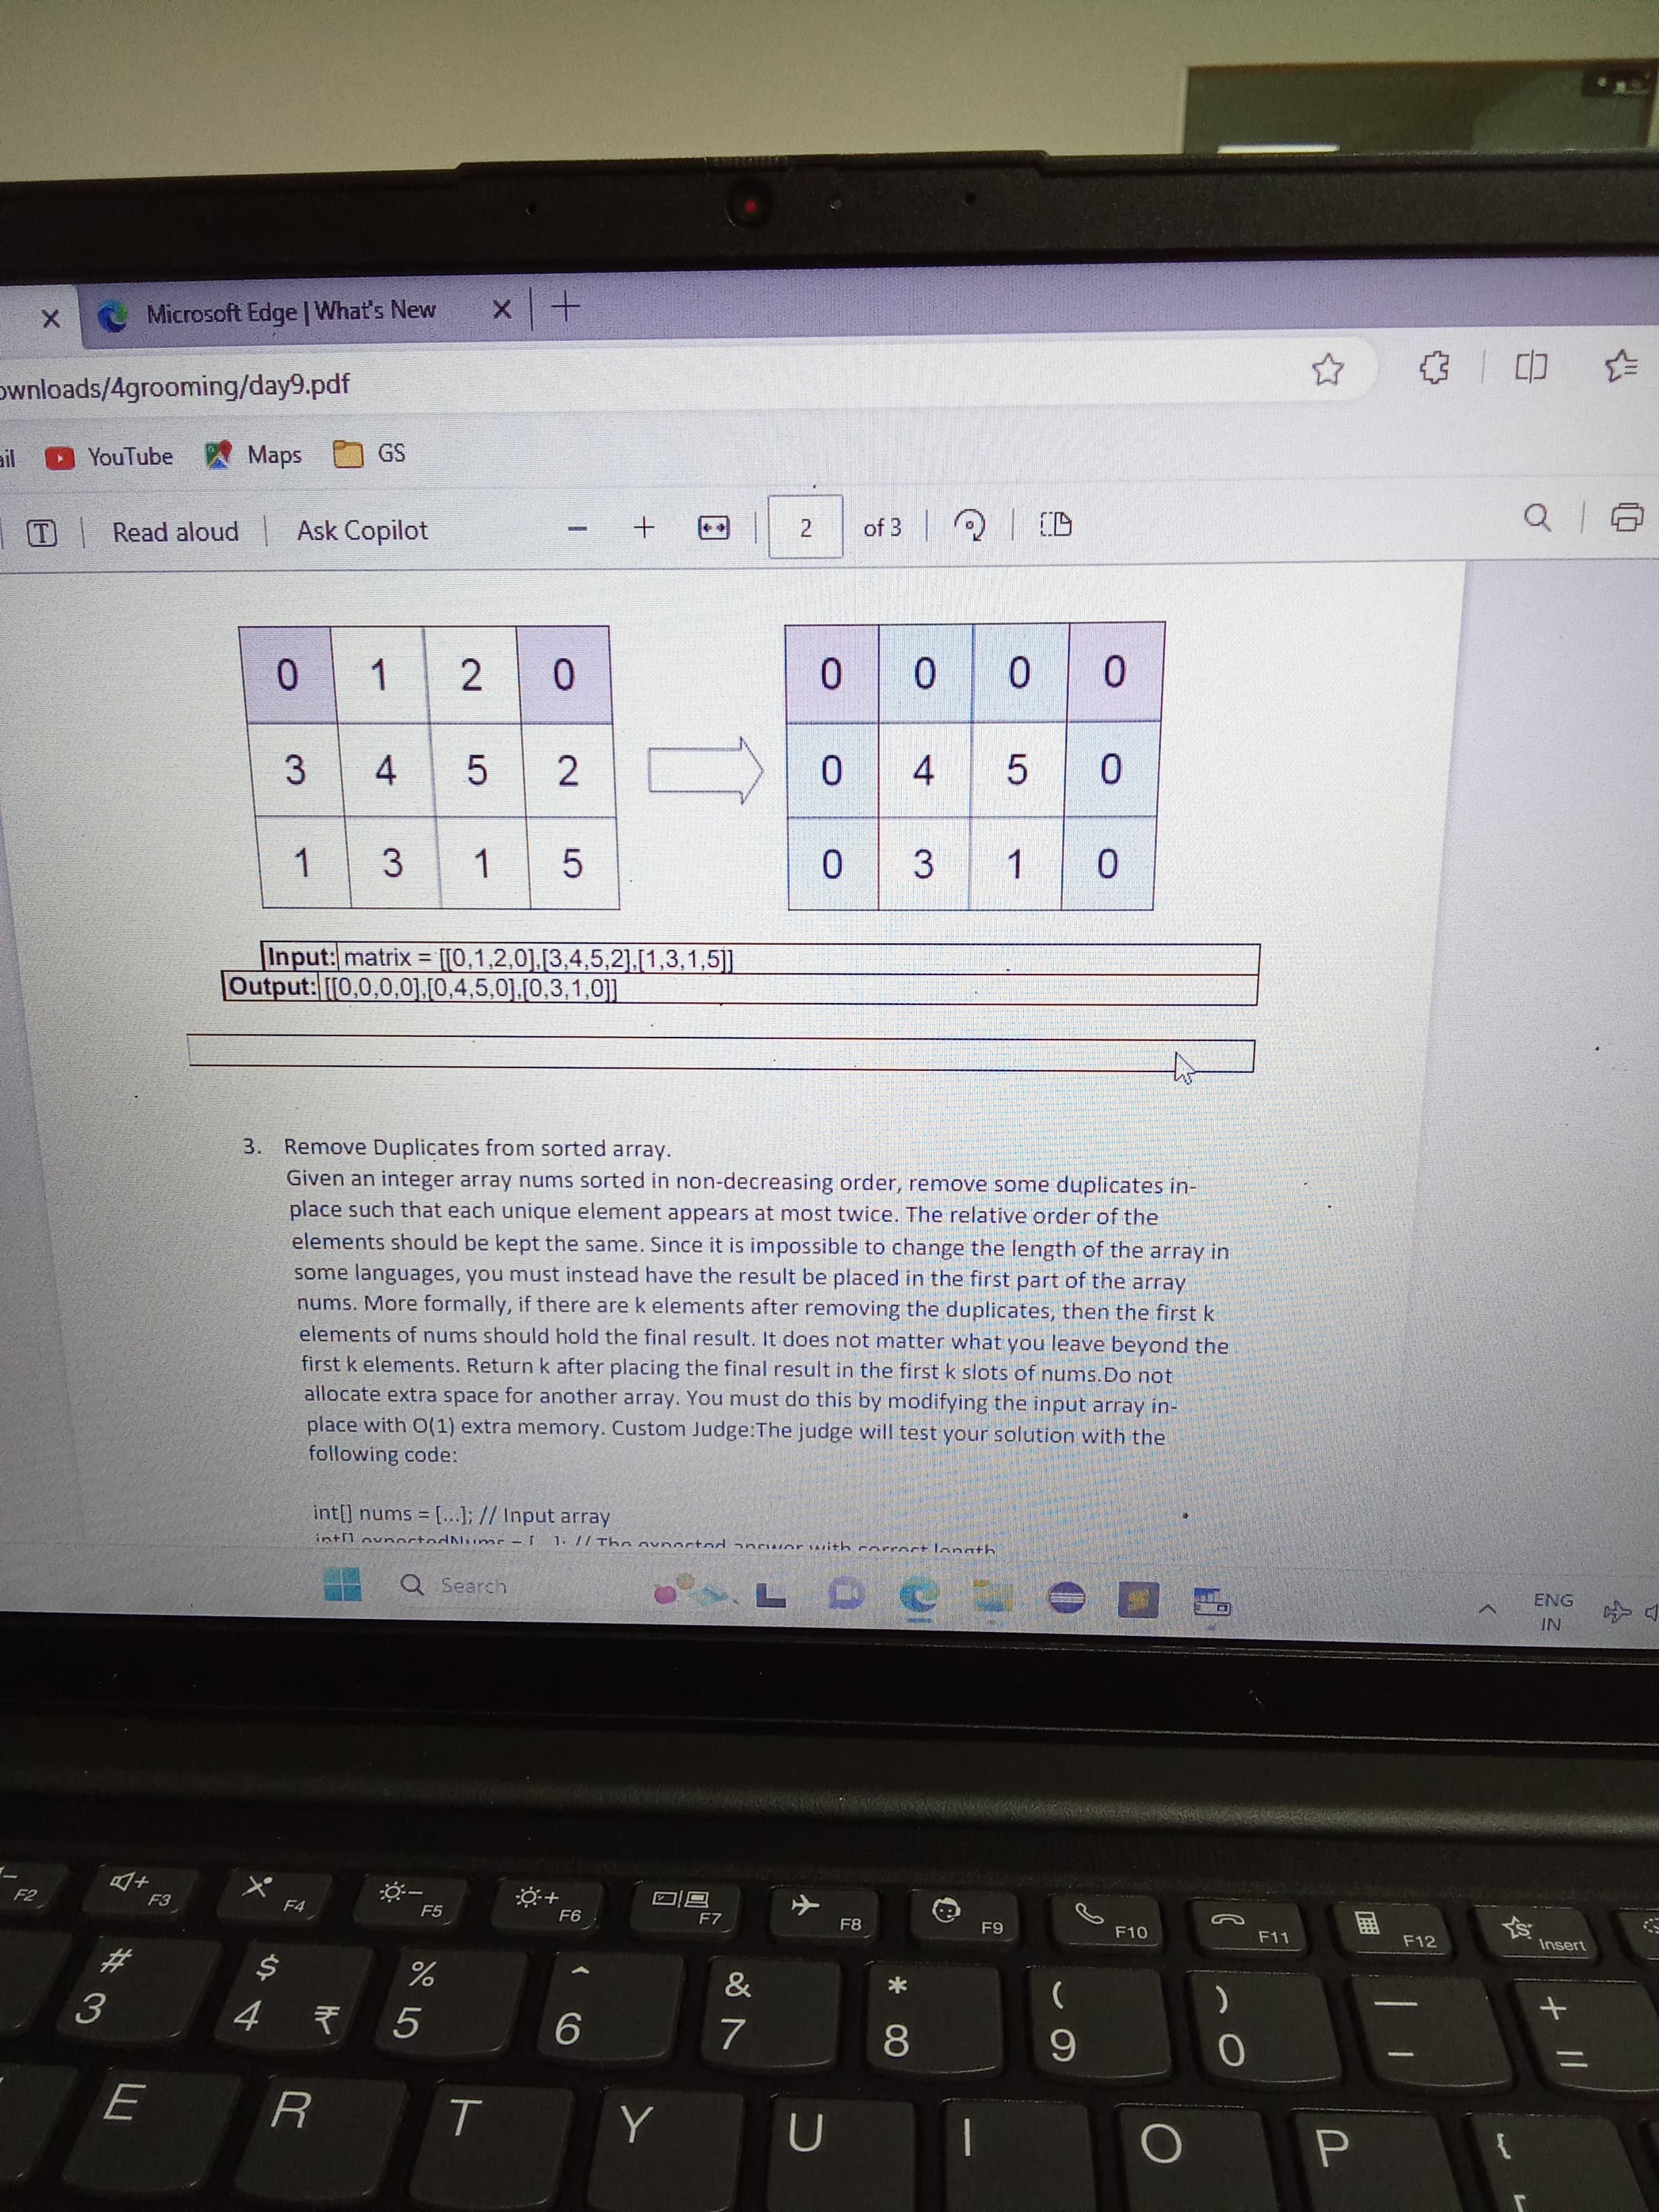 Microsoft Edge | What's New
ownloads/4grooming/day9.pdf
ail YouTube Maps GS
T Read aloud Ask Copilot 2 of 3
0 1 2 0 0 0 0 0
3 4 5 2 0 4 5 0
1 3 1 5 0 3 1 0
Input: matrix = [[0,1,2,0],[3,4,5,2],[1,3,1,5]]
Output: [[0,0,0,0],[0,4,5,0],[0,3,1,0]]
3. Remove Duplicates from sorted array.
Given an integer array nums sorted in non-decreasing order, remove some duplicates in-
place such that each unique element appears at most twice. The relative order of the
elements should be kept the same. Since it is impossible to change the length of the array in
some languages, you must instead have the result be placed in the first part of the array
nums. More formally, if there are k elements after removing the duplicates, then the first k
elements of nums should hold the final result. It does not matter what you leave beyond the
first k elements. Return k after placing the final result in the first k slots of nums.Do not
allocate extra space for another array. You must do this by modifying the input array in-
place with O(1) extra memory. Custom Judge:The judge will test your solution with the
following code:
int[] nums = [...]; // Input array
int[] expectedNums = [...]; // The expected answer with correct length
Search
ENG
IN
F2 F3 F4 F5 F6 F7 F8 F9 F10 F11 F12 Insert
# $ % ^ & * ( ) — +
3 4 ₹ 5 6 7 8 9 0 - =
E R T Y U I O P {
[